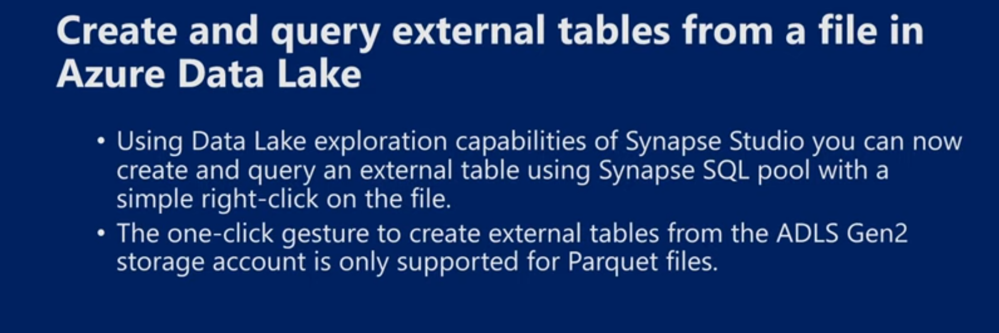 Create and query external tables from a file in
Azure Data Lake
• Using Data Lake exploration capabilities of Synapse Studio you can now
create and query an external table using Synapse SQL pool with a
simple right-click on the file.
• The one-click gesture to create external tables from the ADLS Gen2
storage account is only supported for Parquet files.